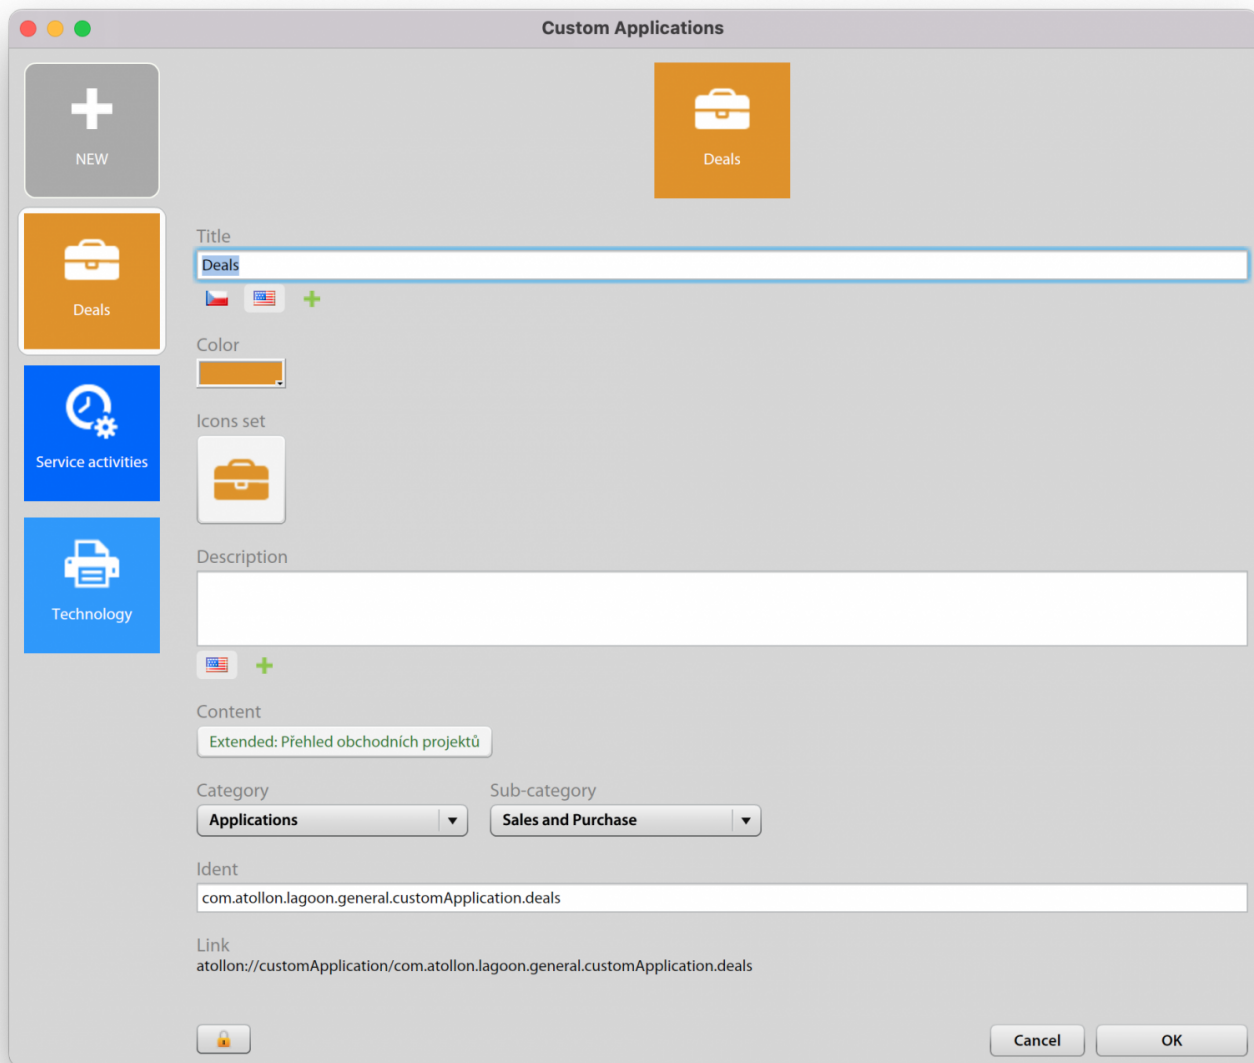 Custom Applications
NEW
Deals
Service activities
Technology
Deals
Title
Deals
Color
Icons set
Description
Content
Extended: Přehled obchodních projektů
Category
Sub-category
Applications
Sales and Purchase
Ident
com.atollon.lagoon.general.customApplication.deals
Link
atollon://customApplication/com.atollon.lagoon.general.customApplication.deals
Cancel
OK